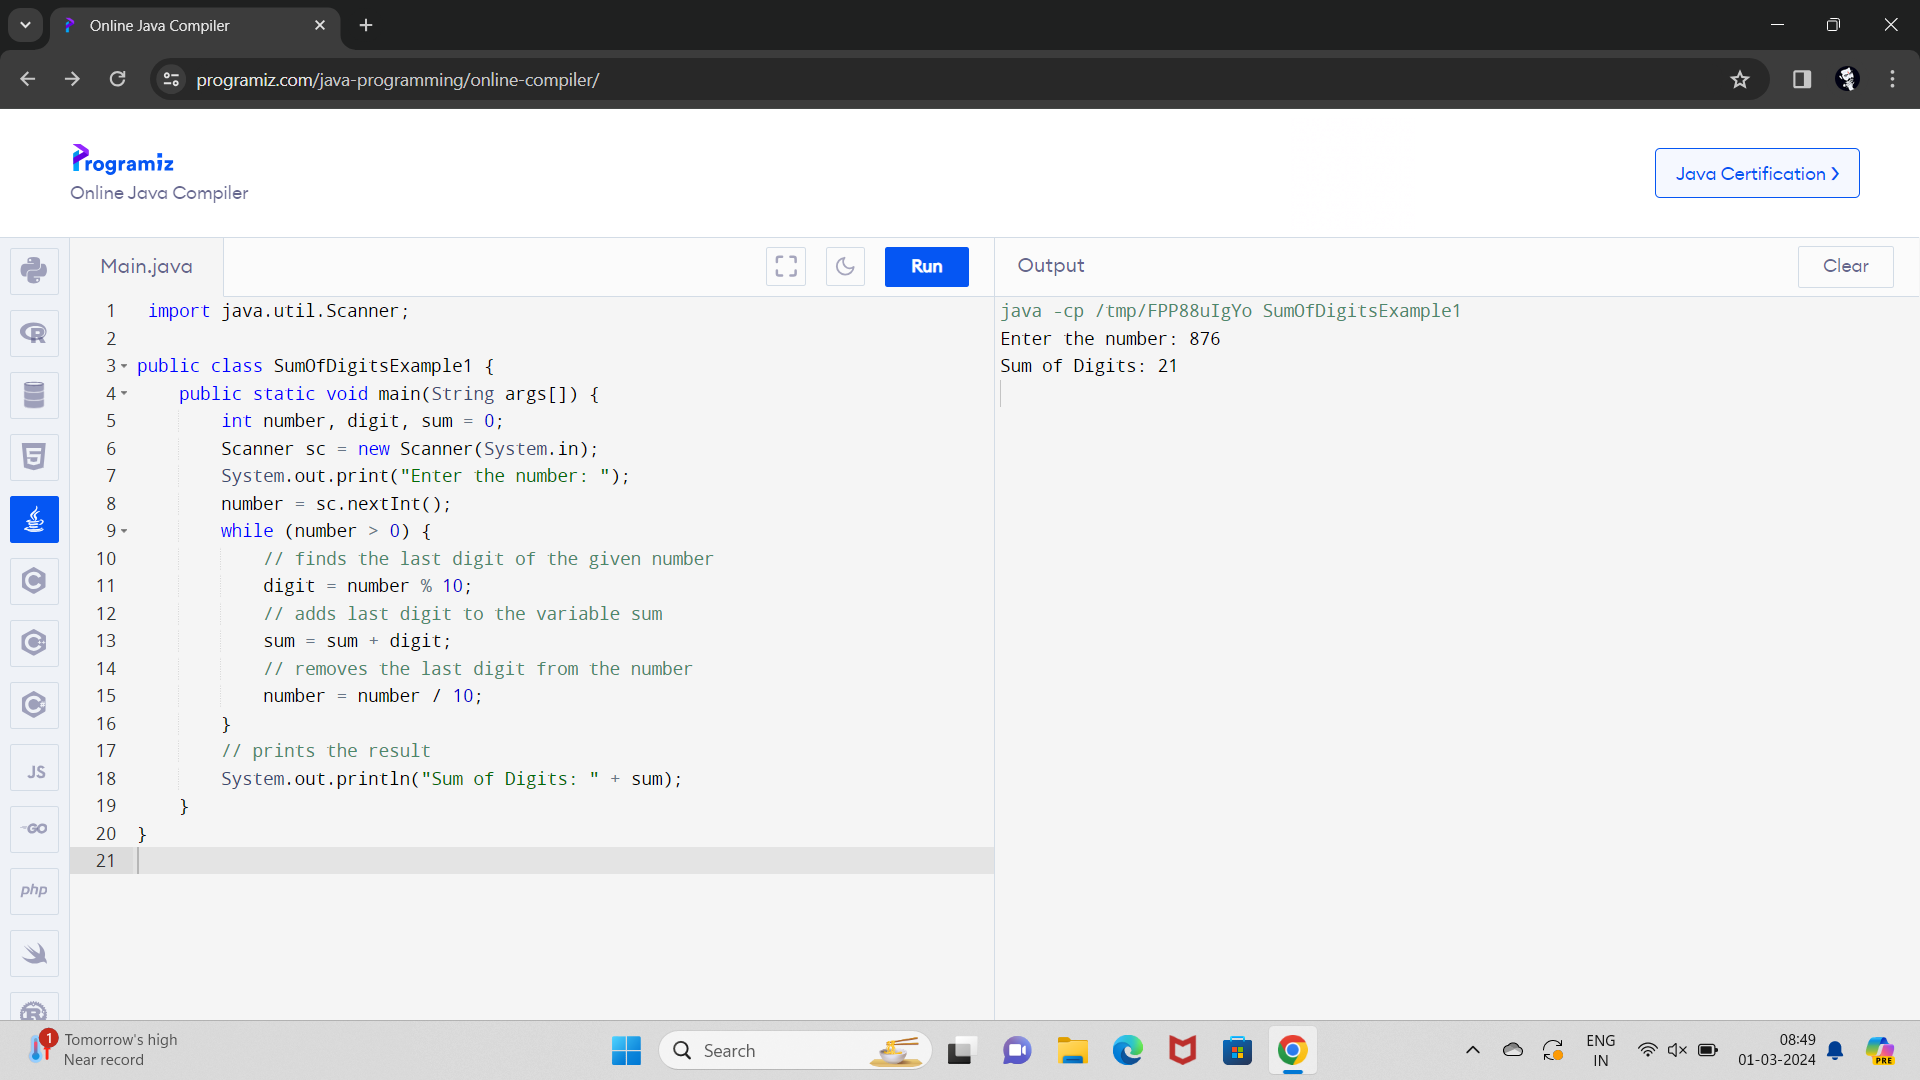 Online Java Compiler
programiz.com/java-programming/online-compiler/
Programiz
Online Java Compiler
Java Certification ❯
Main.java
Run
Output
Clear
1 import java.util.Scanner;
2
3 public class SumOfDigitsExample1 {
4 public static void main(String args[]) {
5 int number, digit, sum = 0;
6 Scanner sc = new Scanner(System.in);
7 System.out.print("Enter the number: ");
8 number = sc.nextInt();
9 while (number > 0) {
10 // finds the last digit of the given number
11 digit = number % 10;
12 // adds last digit to the variable sum
13 sum = sum + digit;
14 // removes the last digit from the number
15 number = number / 10;
16 }
17 // prints the result
18 System.out.println("Sum of Digits: " + sum);
19 }
20 }
21
java -cp /tmp/FPP88uIgYo SumOfDigitsExample1
Enter the number: 876
Sum of Digits: 21
R
5
C
C
C
JS
GO
php
R
1
Tomorrow's high
Near record
Search
ENG
IN
08:49
01-03-2024
PRE